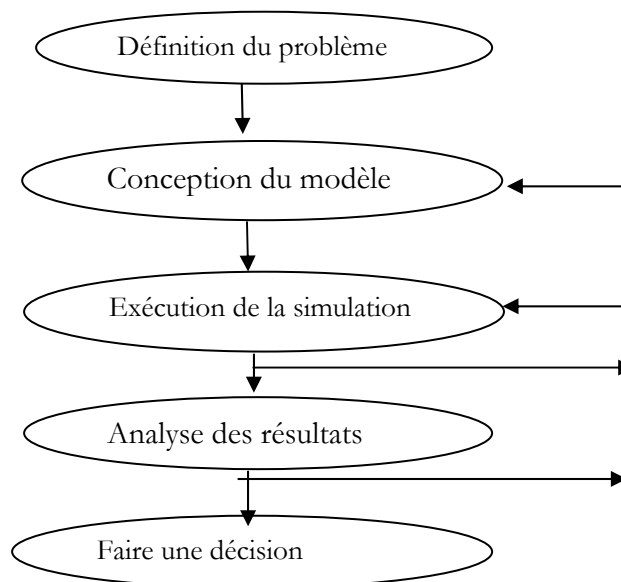 Définition du problème
Conception du modèle
Exécution de la simulation
Analyse des résultats
Faire une décision